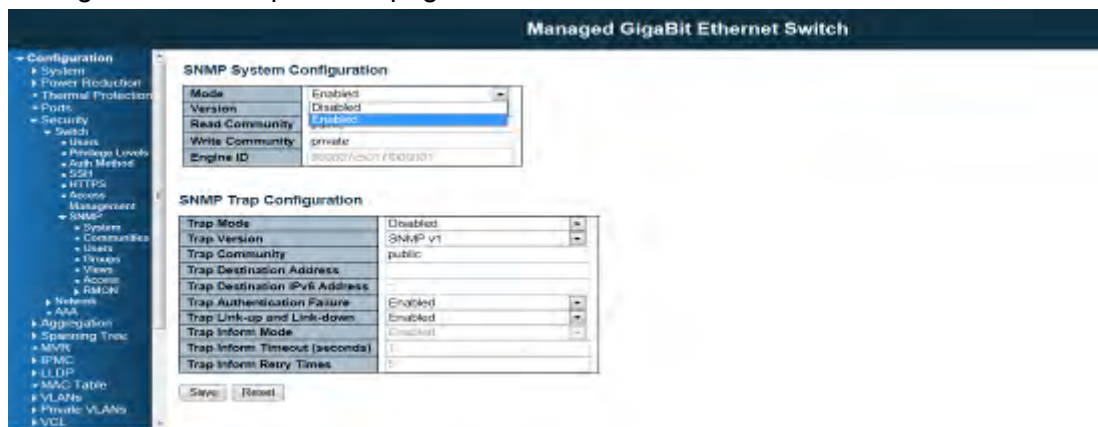 Managed GigaBit Ethernet Switch
Configuration
System
Power Reduction
Thermal Protection
Ports
Security
Switch
Users
Privilege Levels
Auth Method
SSH
HTTPS
Access
Management
SNMP
System
Communities
Users
Groups
Views
Access
RMON
Network
AAA
Aggregation
Spanning Tree
MVR
IPMC
LLDP
MAC Table
VLANs
Private VLANs
VCL
SNMP System Configuration
Mode Enabled
Disabled
Enabled
Version
Read Community
Write Community private
Engine ID
SNMP Trap Configuration
Trap Mode Disabled
Trap Version SNMP v1
Trap Community public
Trap Destination Address
Trap Destination IPv6 Address
Trap Authentication Failure Enabled
Trap Link-up and Link-down Enabled
Trap Inform Mode Enabled
Trap Inform Timeout (seconds) 1
Trap Inform Retry Times 5
Save Reset